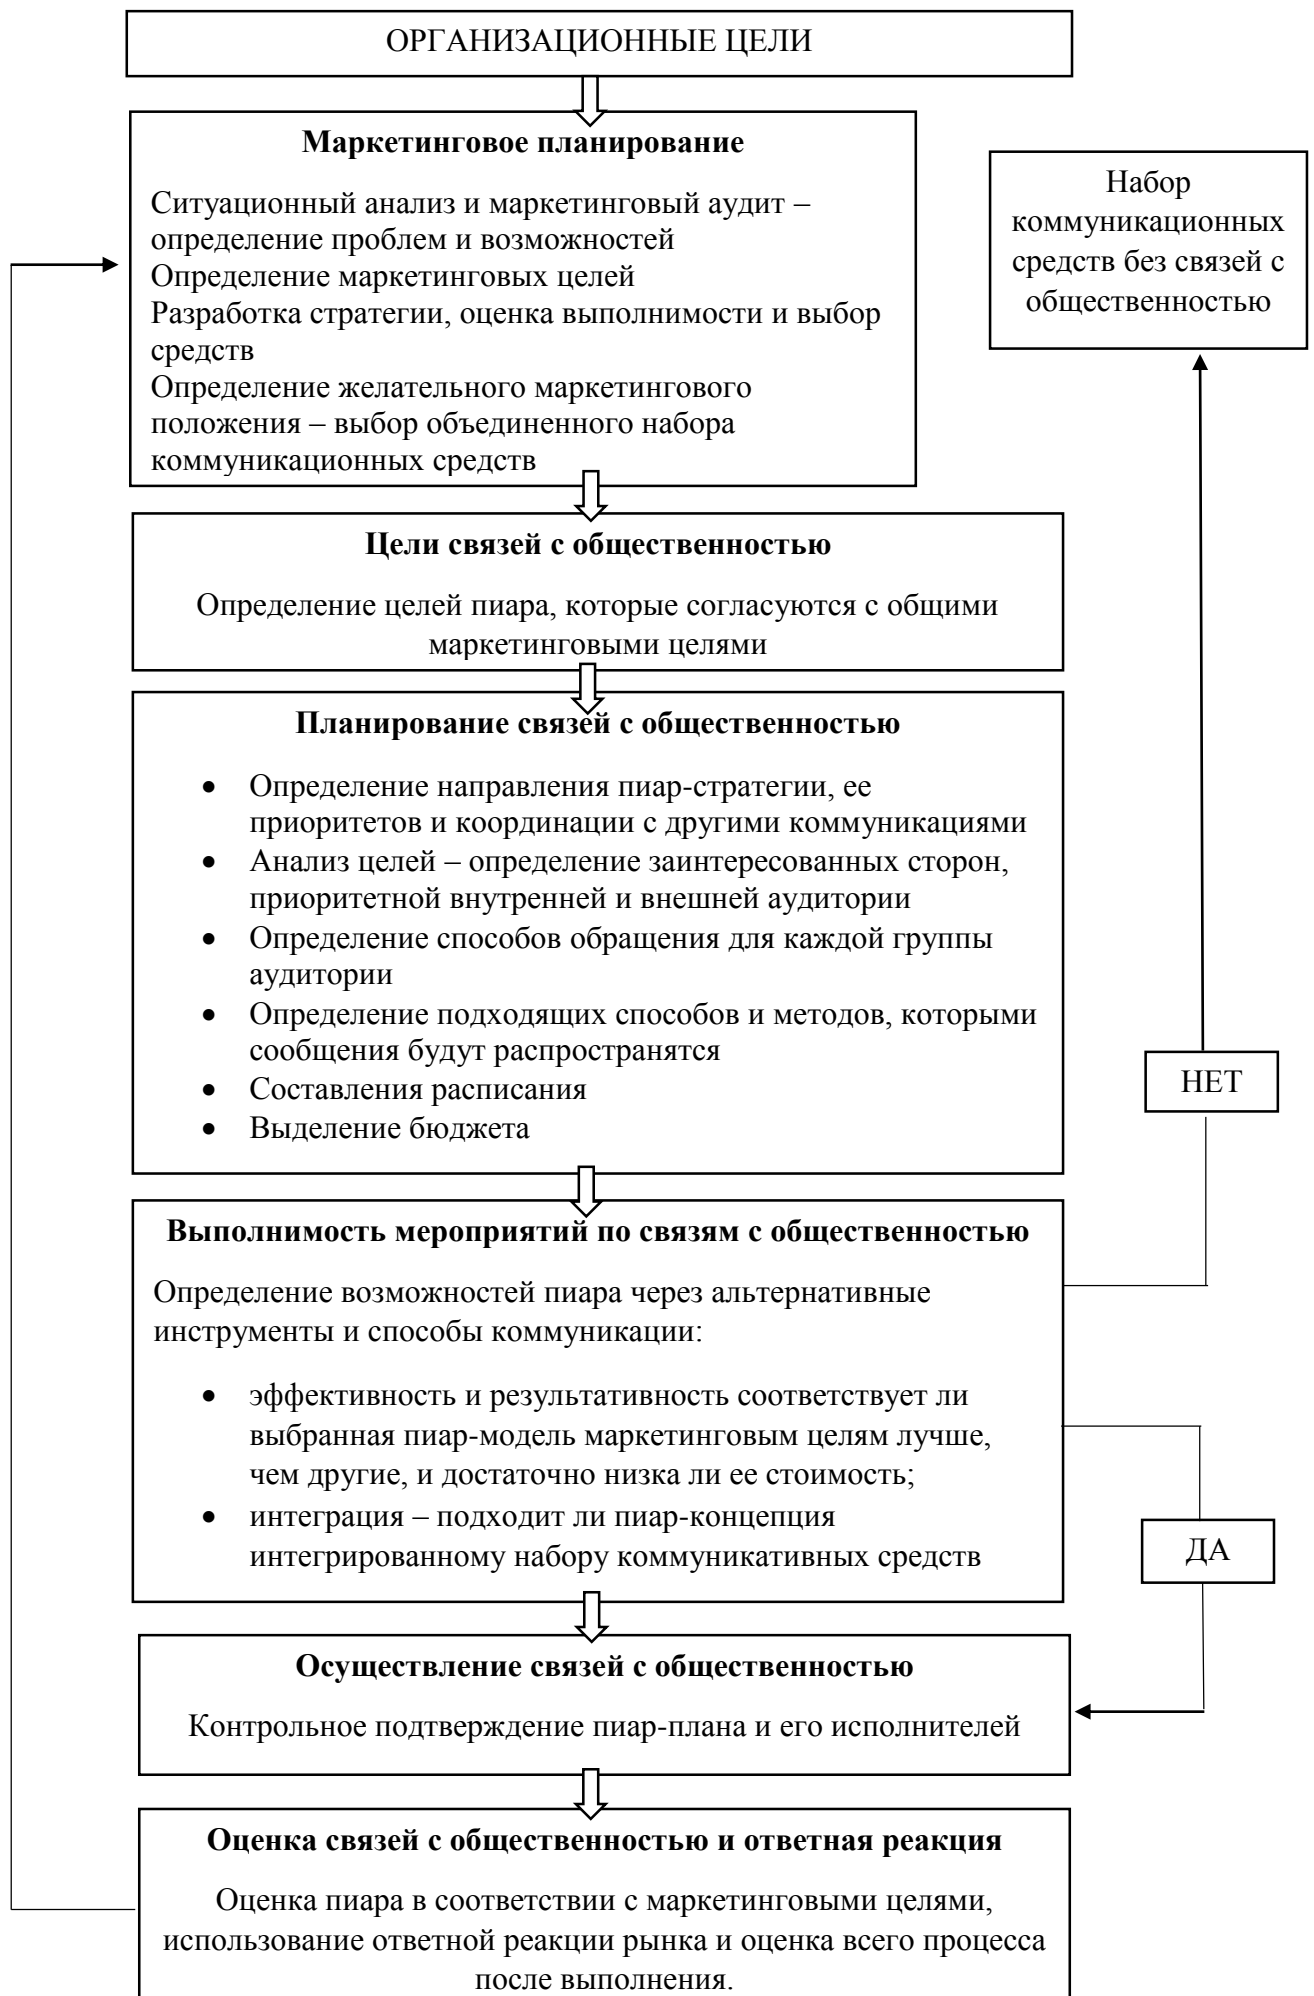 ОРГАНИЗАЦИОННЫЕ ЦЕЛИ
Маркетинговое планирование
Ситуационный анализ и маркетинговый аудит –
определение проблем и возможностей
Определение маркетинговых целей
Разработка стратегии, оценка выполнимости и выбор
средств
Определение желательного маркетингового
положения – выбор объединенного набора
коммуникационных средств
Набор
коммуникационных
средств без связей с
общественностью
Цели связей с общественностью
Определение целей пиара, которые согласуются с общими
маркетинговыми целями
Планирование связей с общественностью
• Определение направления пиар-стратегии, ее
приоритетов и координации с другими коммуникациями
• Анализ целей – определение заинтересованных сторон,
приоритетной внутренней и внешней аудитории
• Определение способов обращения для каждой группы
аудитории
• Определение подходящих способов и методов, которыми
сообщения будут распространятся
• Составления расписания
• Выделение бюджета
НЕТ
Выполнимость мероприятий по связям с общественностью
Определение возможностей пиара через альтернативные
инструменты и способы коммуникации:
• эффективность и результативность соответствует ли
выбранная пиар-модель маркетинговым целям лучше,
чем другие, и достаточно низка ли ее стоимость;
• интеграция – подходит ли пиар-концепция
интегрированному набору коммуникативных средств
ДА
Осуществление связей с общественностью
Контрольное подтверждение пиар-плана и его исполнителей
Оценка связей с общественностью и ответная реакция
Оценка пиара в соответствии с маркетинговыми целями,
использование ответной реакции рынка и оценка всего процесса
после выполнения.